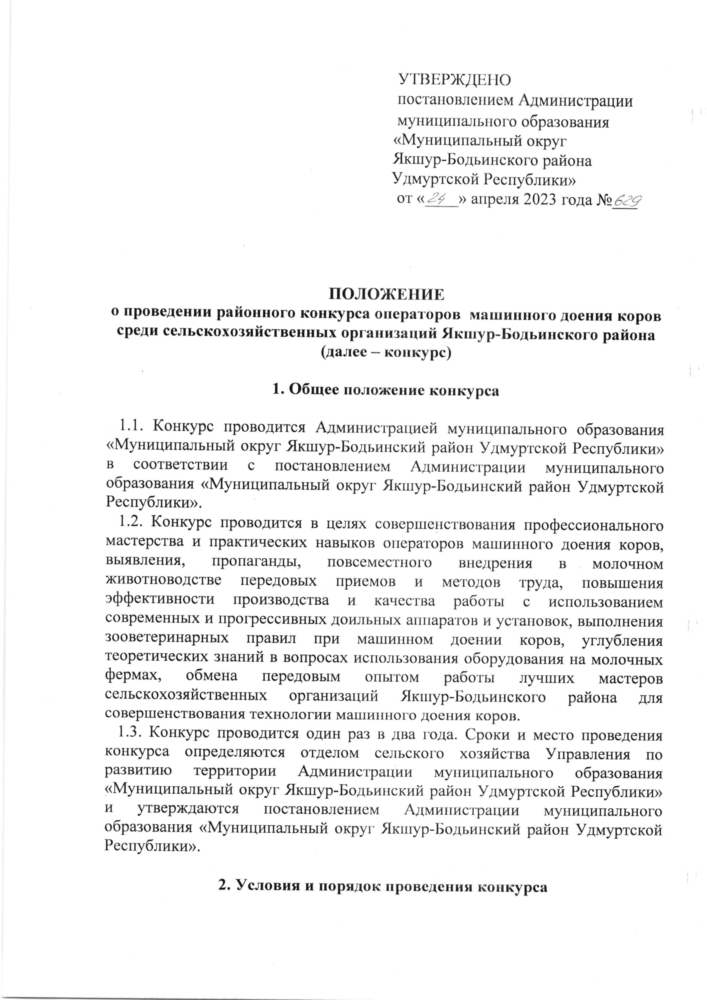 УТВЕРЖДЕНО
постановлением Администрации
муниципального образования
«Муниципальный округ
Якшур-Бодьинского района
Удмуртской Республики»
от «24» апреля 2023 года №629
ПОЛОЖЕНИЕ
о проведении районного конкурса операторов машинного доения коров
среди сельскохозяйственных организаций Якшур-Бодьинского района
(далее – конкурс)
1. Общее положение конкурса
1.1. Конкурс проводится Администрацией муниципального образования
«Муниципальный округ Якшур-Бодьинский район Удмуртской Республики»
в соответствии с постановлением Администрации муниципального
образования «Муниципальный округ Якшур-Бодьинский район Удмуртской
Республики».
1.2. Конкурс проводится в целях совершенствования профессионального
мастерства и практических навыков операторов машинного доения коров,
выявления, пропаганды, повсеместного внедрения в молочном
животноводстве передовых приемов и методов труда, повышения
эффективности производства и качества работы с использованием
современных и прогрессивных доильных аппаратов и установок, выполнения
зооветеринарных правил при машинном доении коров, углубления
теоретических знаний в вопросах использования оборудования на молочных
фермах, обмена передовым опытом работы лучших мастеров
сельскохозяйственных организаций Якшур-Бодьинского района для
совершенствования технологии машинного доения коров.
1.3. Конкурс проводится один раз в два года. Сроки и место проведения
конкурса определяются отделом сельского хозяйства Управления по
развитию территории Администрации муниципального образования
«Муниципальный округ Якшур-Бодьинский район Удмуртской Республики»
и утверждаются постановлением Администрации муниципального
образования «Муниципальный округ Якшур-Бодьинский район Удмуртской
Республики».
2. Условия и порядок проведения конкурса